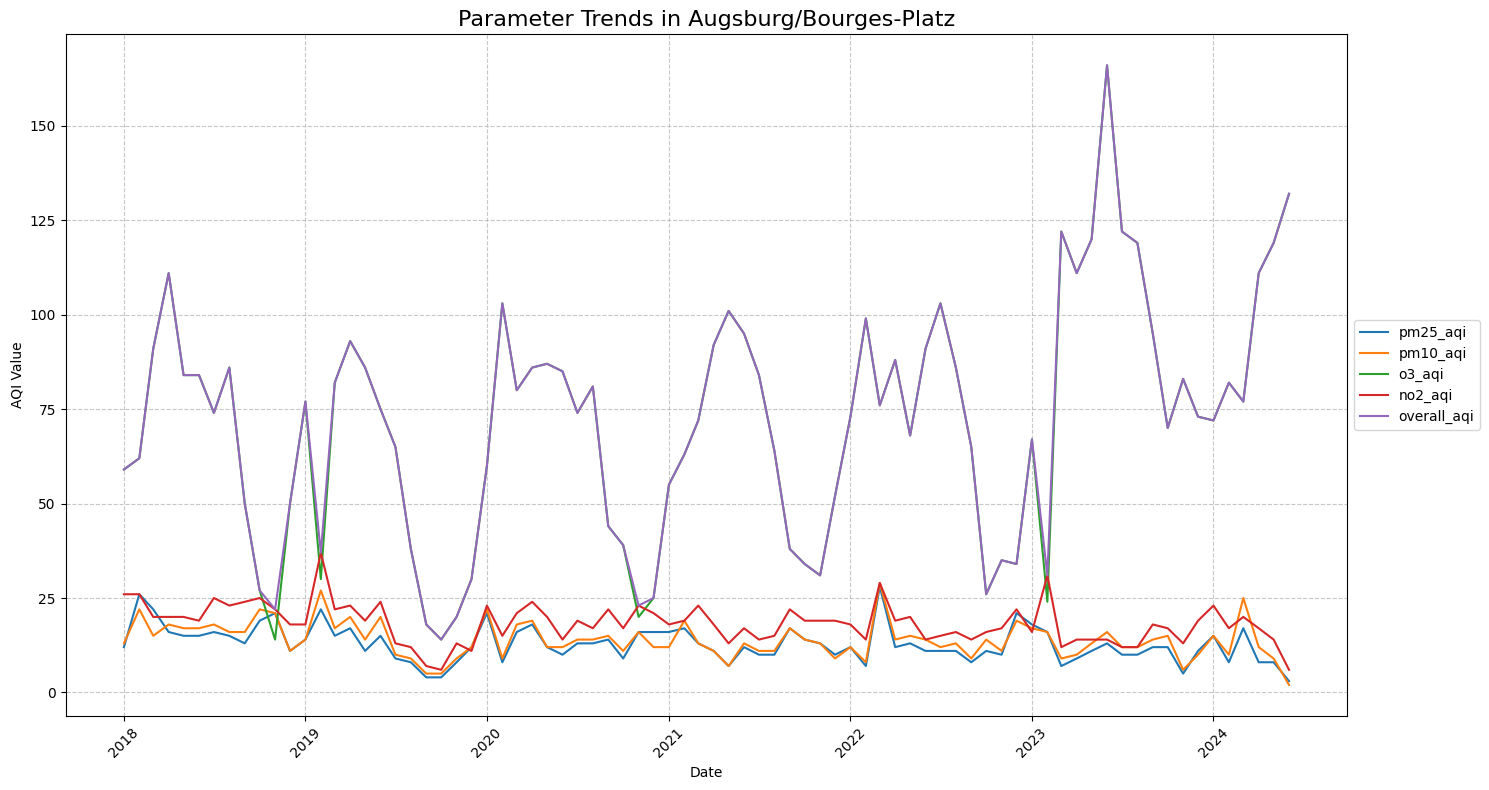 Parameter Trends in Augsburg/Bourges-Platz
AQI Value
150
125
100
75
50
25
0
2018
2019
2020
2021
2022
2023
2024
Date
pm25_aqi
pm10_aqi
o3_aqi
no2_aqi
overall_aqi